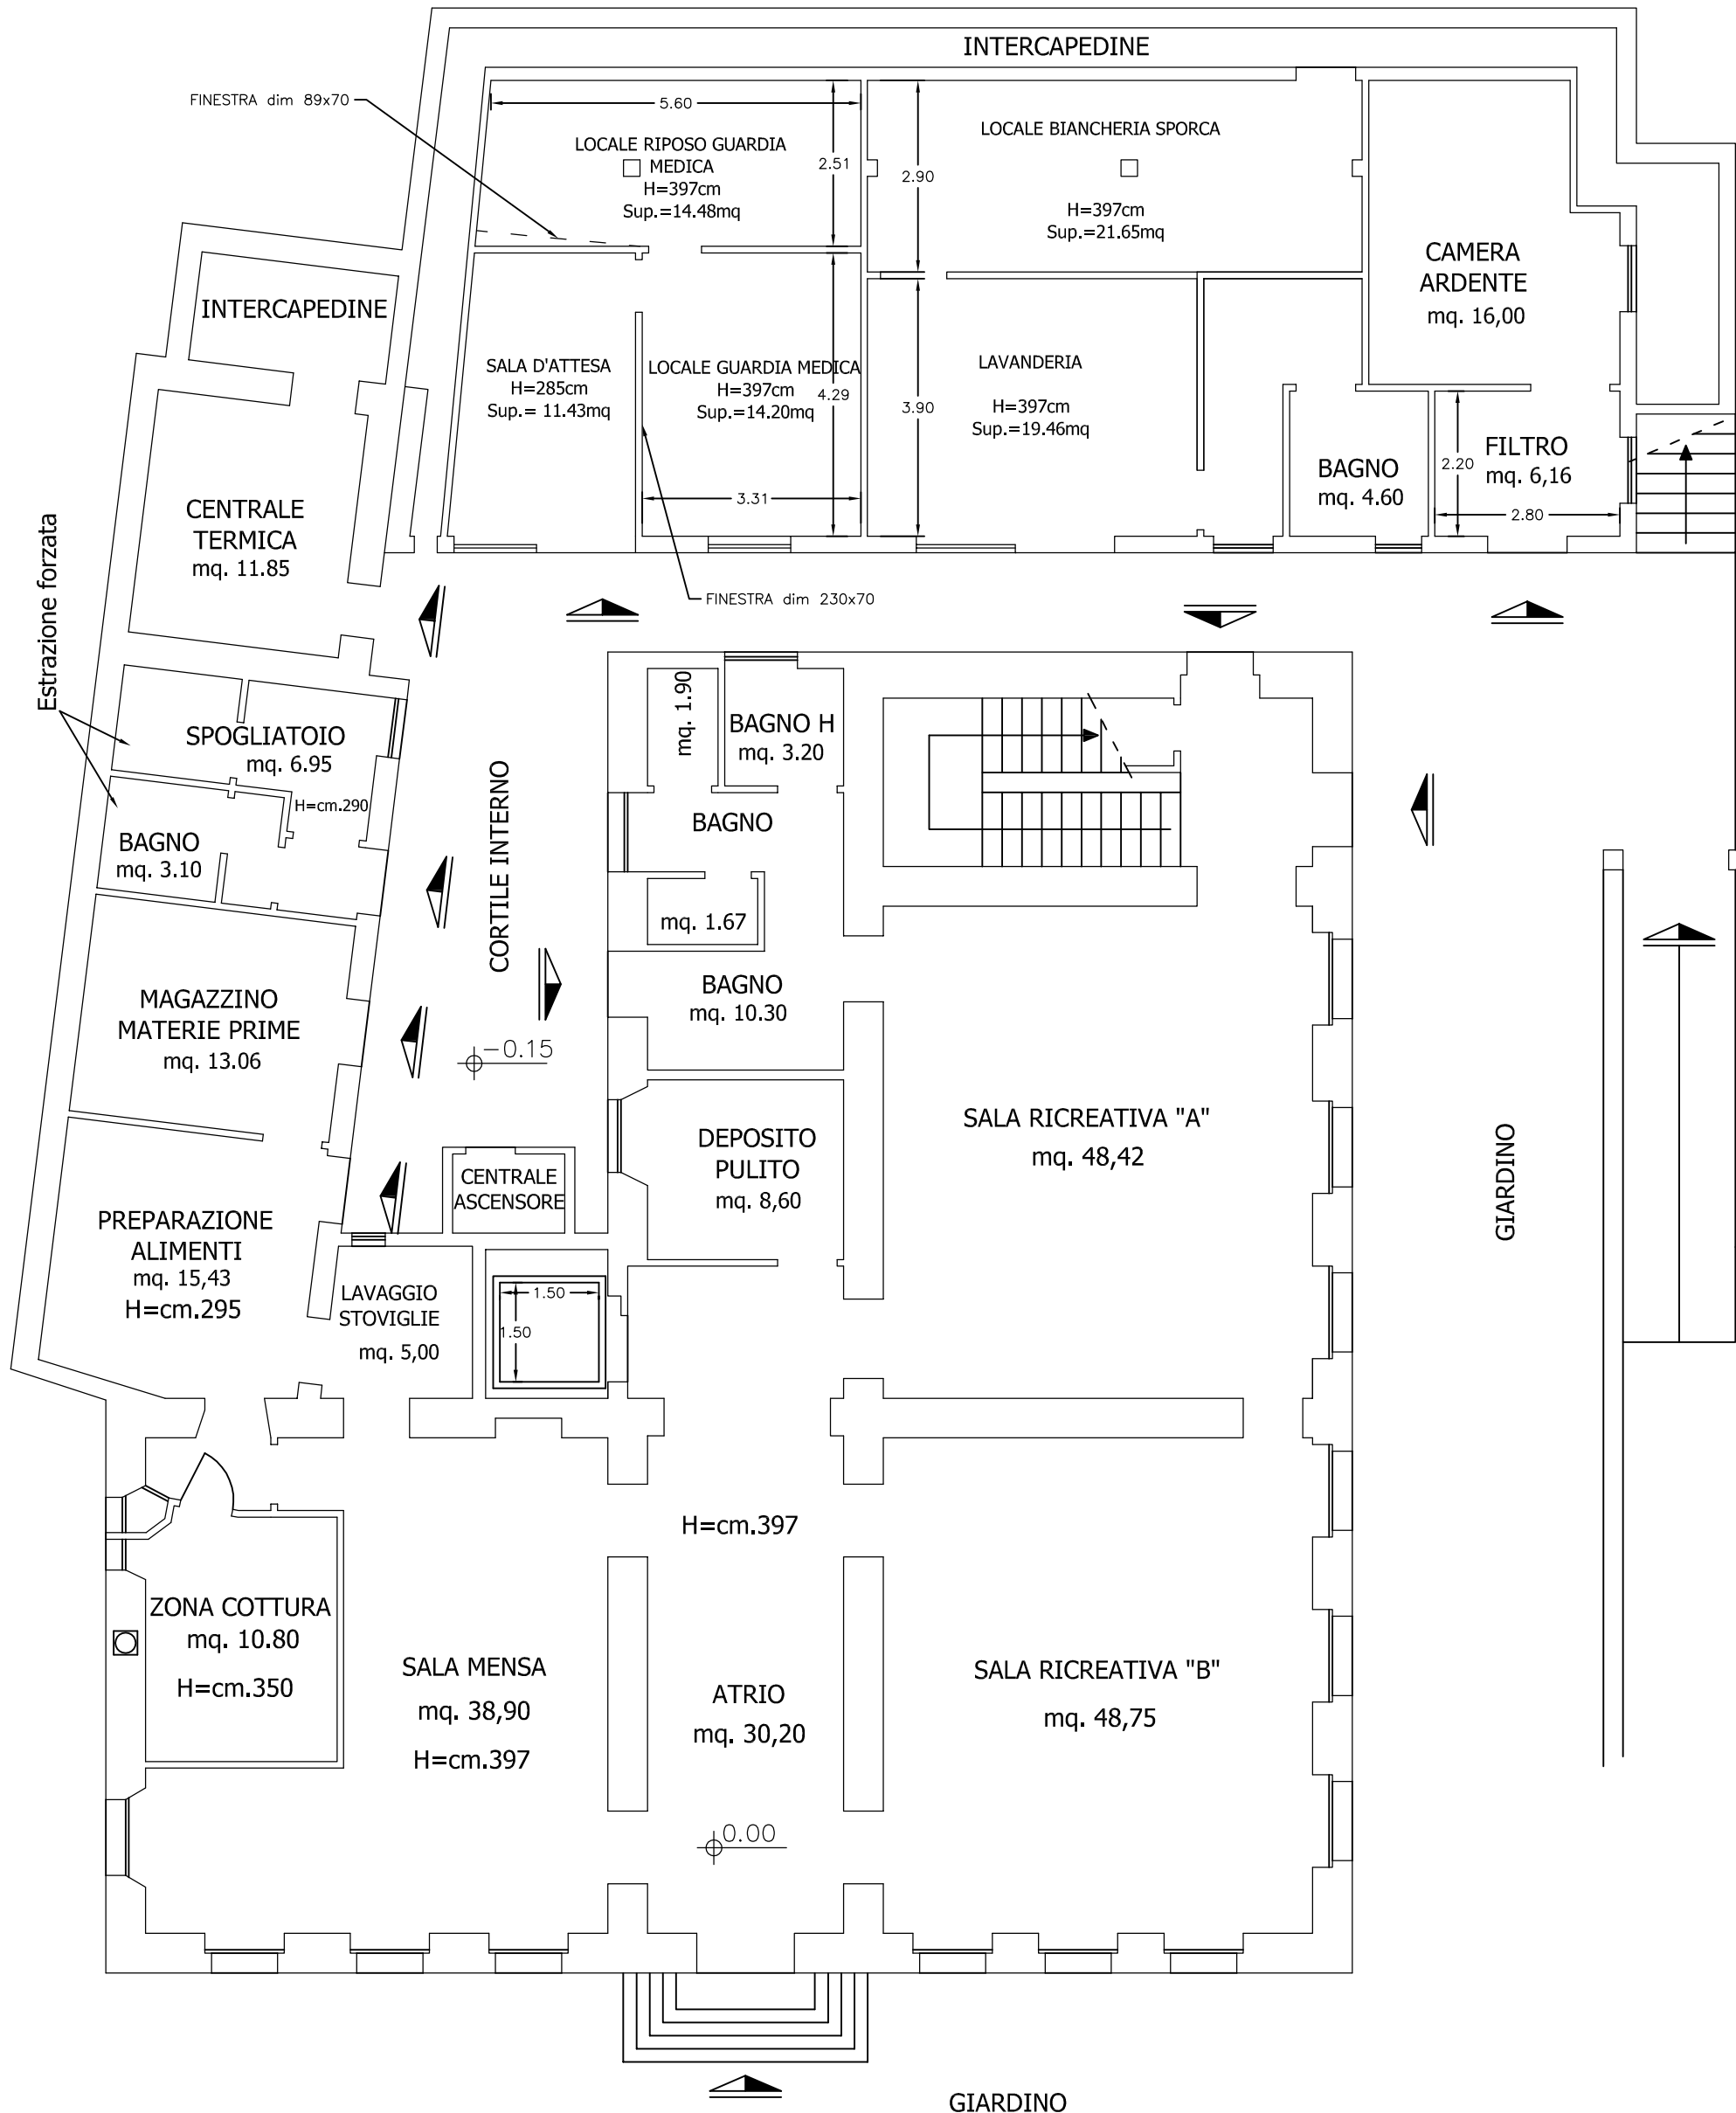 INTERCAPEDINE
FINESTRA dim 89x70
5.60
LOCALE RIPOSO GUARDIA
MEDICA
H=397cm
Sup.=14.48mq
2.51
2.90
LOCALE BIANCHERIA SPORCA
H=397cm
Sup.=21.65mq
CAMERA
ARDENTE
mq. 16,00
INTERCAPEDINE
SALA D'ATTESA
H=285cm
Sup.= 11.43mq
LOCALE GUARDIA MEDICA
H=397cm
Sup.=14.20mq
4.29
3.31
3.90
LAVANDERIA
H=397cm
Sup.=19.46mq
BAGNO
mq. 4.60
2.20
FILTRO
mq. 6,16
2.80
CENTRALE
TERMICA
mq. 11.85
Estrazione forzata
FINESTRA dim 230x70
SPOGLIATOIO
mq. 6.95
H=cm.290
BAGNO
mq. 3.10
CORTILE INTERNO
mq. 1.90
BAGNO H
mq. 3.20
BAGNO
mq. 1.67
BAGNO
mq. 10.30
MAGAZZINO
MATERIE PRIME
mq. 13.06
-0.15
DEPOSITO
PULITO
mq. 8,60
SALA RICREATIVA "A"
mq. 48,42
GIARDINO
CENTRALE
ASCENSORE
PREPARAZIONE
ALIMENTI
mq. 15,43
H=cm.295
LAVAGGIO
STOVIGLIE
mq. 5,00
1.50
1.50
H=cm.397
ZONA COTTURA
mq. 10.80
H=cm.350
SALA MENSA
mq. 38,90
H=cm.397
ATRIO
mq. 30,20
SALA RICREATIVA "B"
mq. 48,75
0.00
GIARDINO